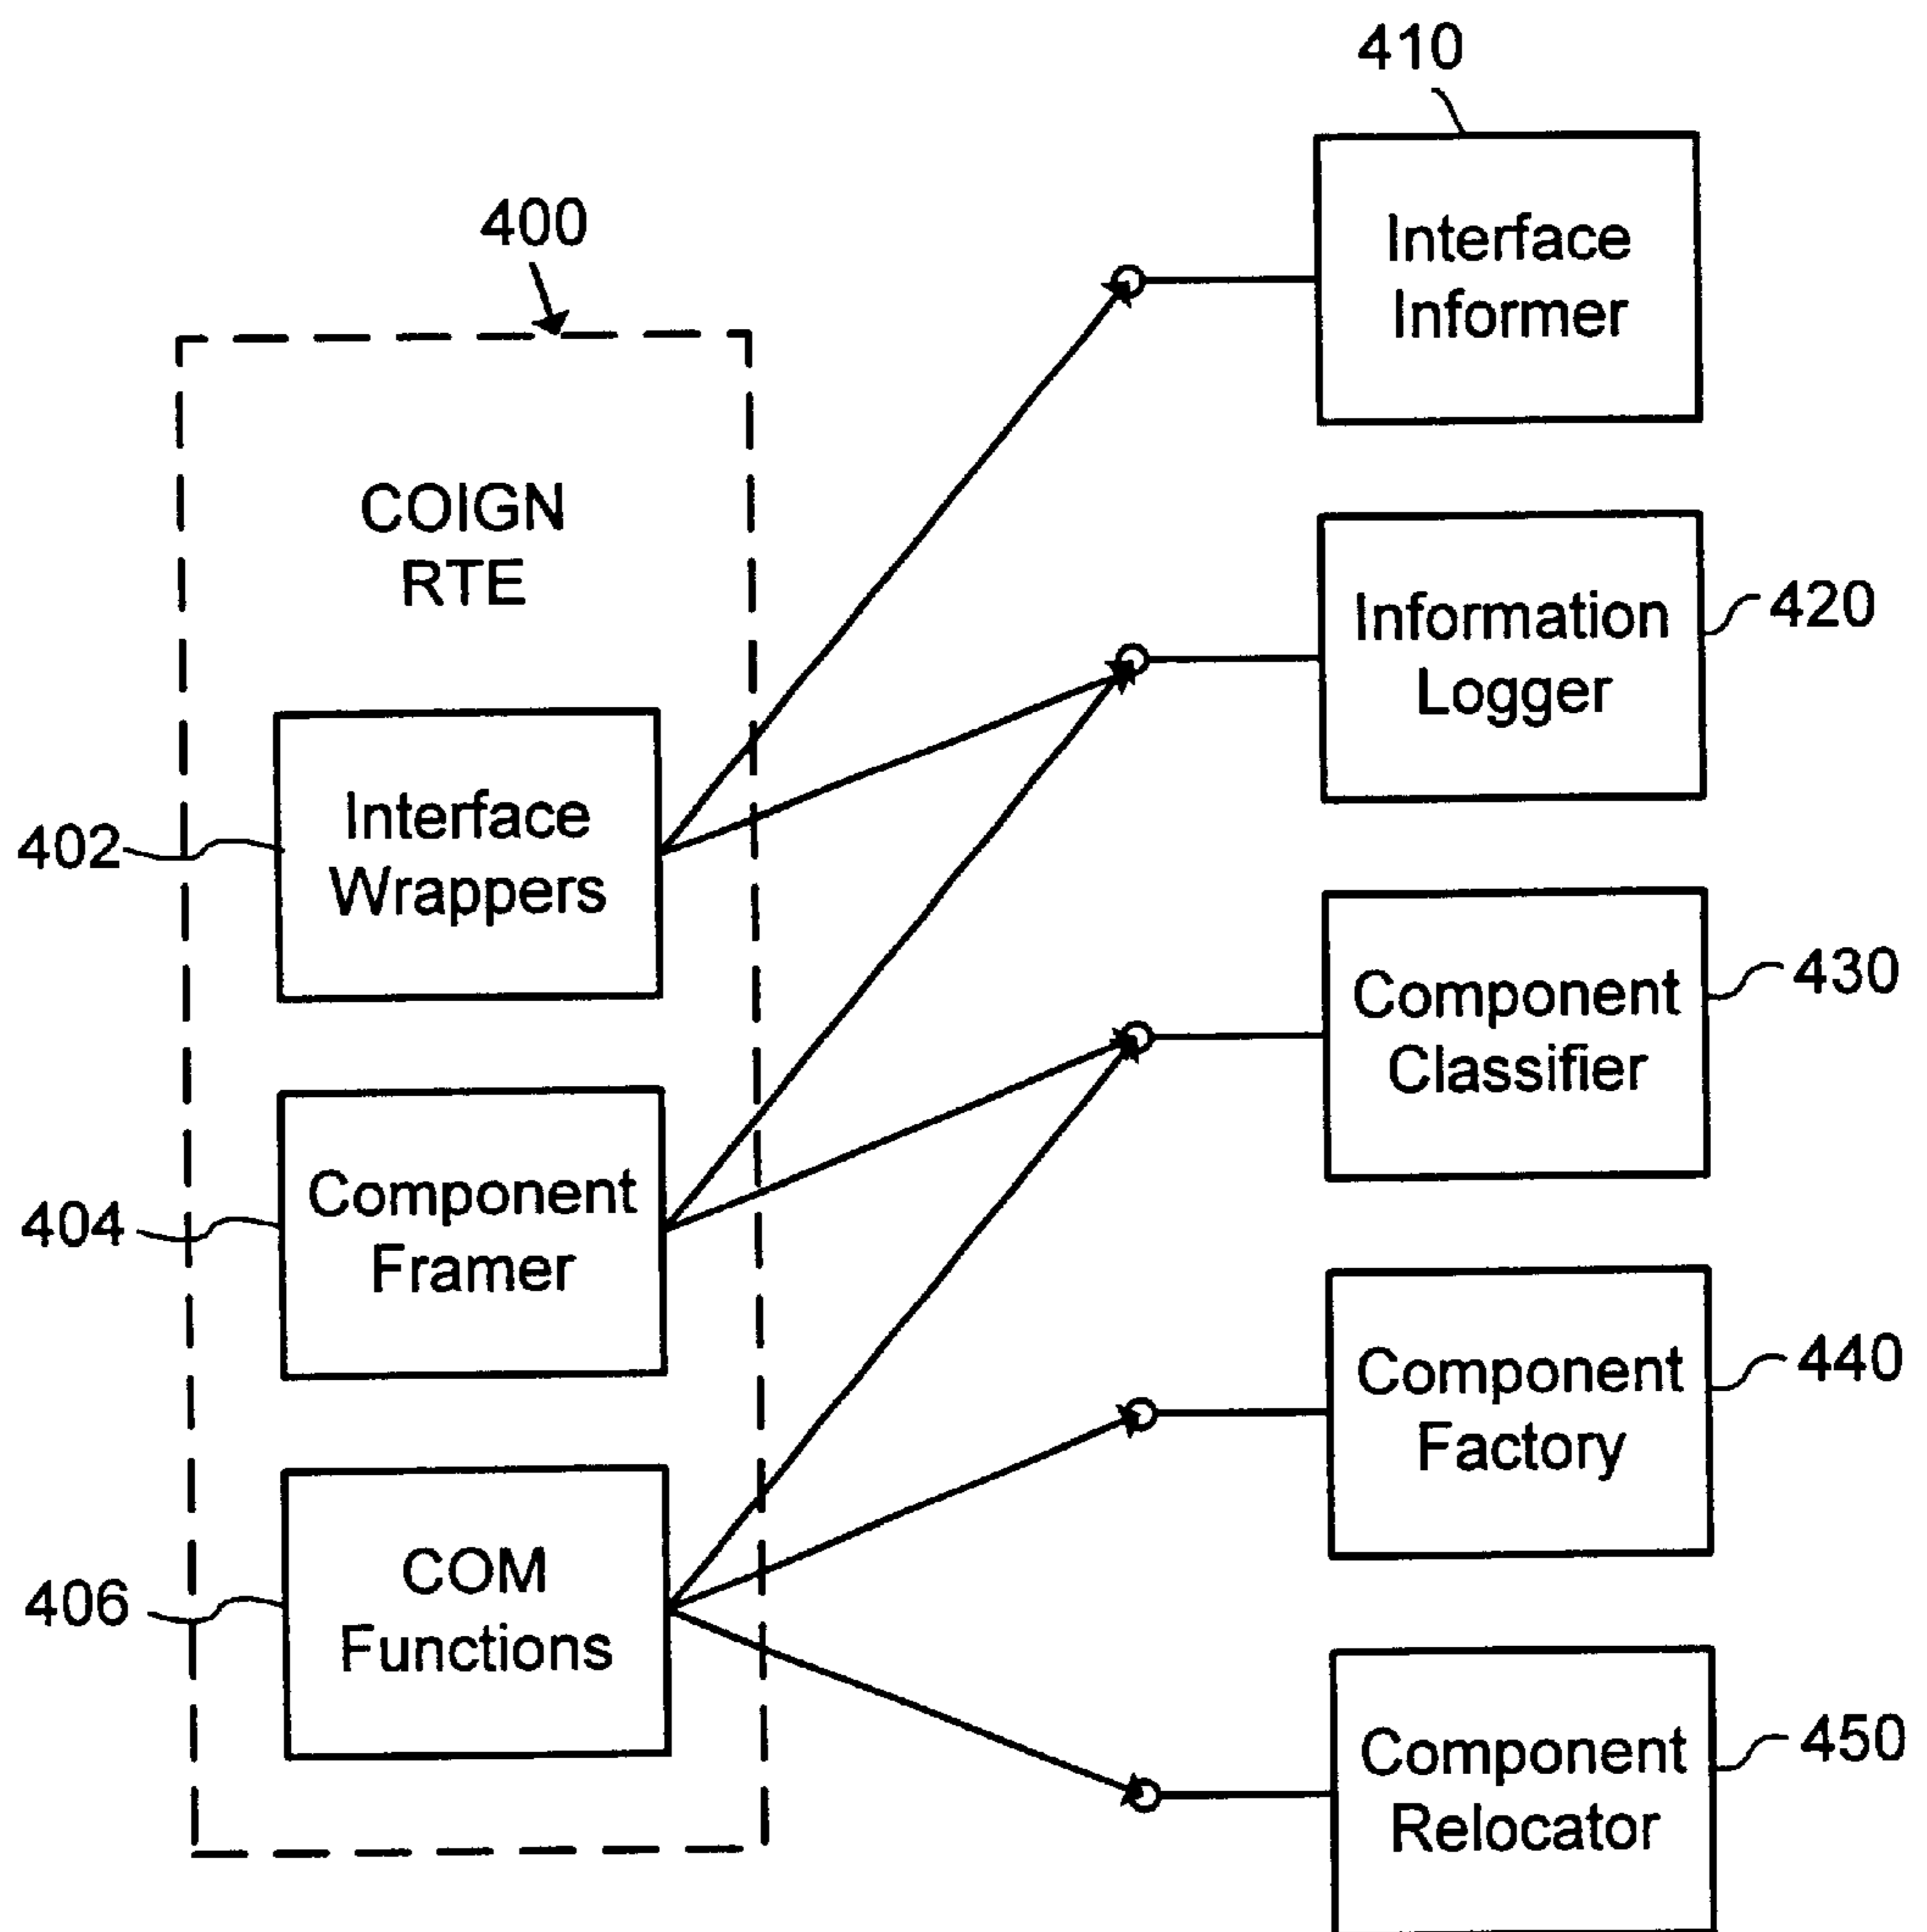 410
Interface
Informer
400
COIGN
RTE
Information
Logger
420
Interface
Wrappers
402
Component
Classifier
430
Component
Framer
404
Component
Factory
440
COM
Functions
406
Component
Relocator
450